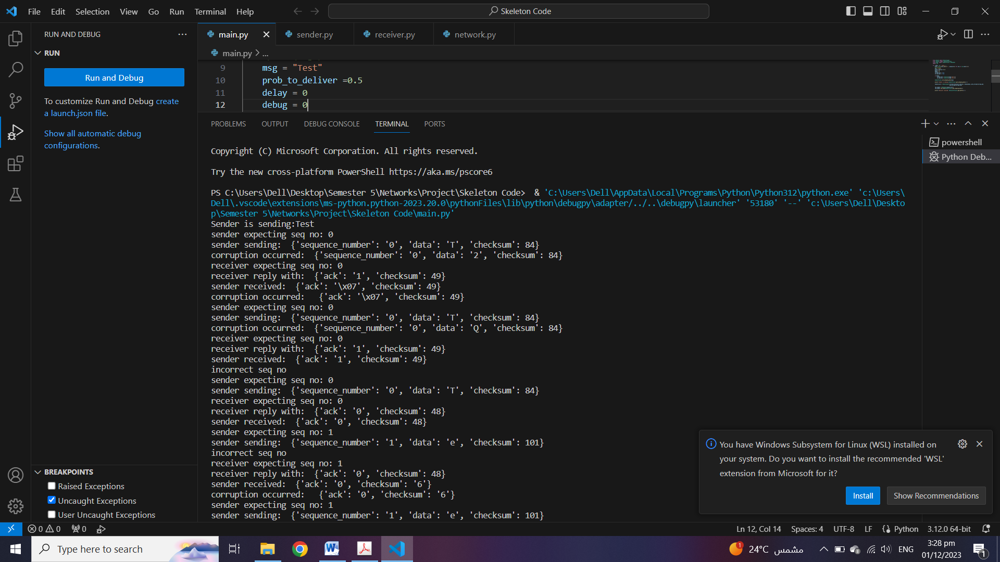 File Edit Selection View Go Run Terminal Help
Skeleton Code
RUN AND DEBUG
RUN
Run and Debug
To customize Run and Debug create
a launch.json file.
Show all automatic debug
configurations.
BREAKPOINTS
Raised Exceptions
Uncaught Exceptions
User Uncaught Exceptions
main.py
sender.py
receiver.py
network.py
main.py > ...
9 msg = "Test"
10 prob_to_deliver =0.5
11 delay = 0
12 debug = 0
PROBLEMS OUTPUT DEBUG CONSOLE TERMINAL PORTS
powershell
Python Deb...
Copyright (C) Microsoft Corporation. All rights reserved.
Try the new cross-platform PowerShell https://aka.ms/pscore6
PS C:\Users\Dell\Desktop\Semester 5\Networks\Project\Skeleton Code>  & 'C:\Users\Dell\AppData\Local\Programs\Python\Python312\python.exe' 'c:\Users\
Dell\.vscode\extensions\ms-python.python-2023.20.0\pythonFiles\lib\python\debugpy\adapter/../..\debugpy\launcher' '53180' '--' 'c:\Users\Dell\Deskto
p\Semester 5\Networks\Project\Skeleton Code\main.py'
Sender is sending:Test
sender expecting seq no: 0
sender sending:  {'sequence_number': '0', 'data': 'T', 'checksum': 84}
corruption occurred:  {'sequence_number': '0', 'data': '2', 'checksum': 84}
receiver expecting seq no: 0
receiver reply with:  {'ack': '1', 'checksum': 49}
sender received:  {'ack': '\x07', 'checksum': 49}
corruption occurred:   {'ack': '\x07', 'checksum': 49}
sender expecting seq no: 0
sender sending:  {'sequence_number': '0', 'data': 'T', 'checksum': 84}
corruption occurred:  {'sequence_number': '0', 'data': 'Q', 'checksum': 84}
receiver expecting seq no: 0
receiver reply with:  {'ack': '1', 'checksum': 49}
sender received:  {'ack': '1', 'checksum': 49}
incorrect seq no
sender expecting seq no: 0
sender sending:  {'sequence_number': '0', 'data': 'T', 'checksum': 84}
receiver expecting seq no: 0
receiver reply with:  {'ack': '0', 'checksum': 48}
sender received:  {'ack': '0', 'checksum': 48}
sender expecting seq no: 1
sender sending:  {'sequence_number': '1', 'data': 'e', 'checksum': 101}
incorrect seq no
receiver expecting seq no: 1
receiver reply with:  {'ack': '0', 'checksum': 48}
sender received:  {'ack': '0', 'checksum': '6'}
corruption occurred:   {'ack': '0', 'checksum': '6'}
sender expecting seq no: 1
sender sending:  {'sequence_number': '1', 'data': 'e', 'checksum': 101}
You have Windows Subsystem for Linux (WSL) installed on
your system. Do you want to install the recommended 'WSL'
extension from Microsoft for it?
Install
Show Recommendations
0 0 0
Ln 12, Col 14 Spaces: 4 UTF-8 LF Python 3.12.0 64-bit
Type here to search
1 24°C مشمس
ENG
3:28 pm
01/12/2023
1